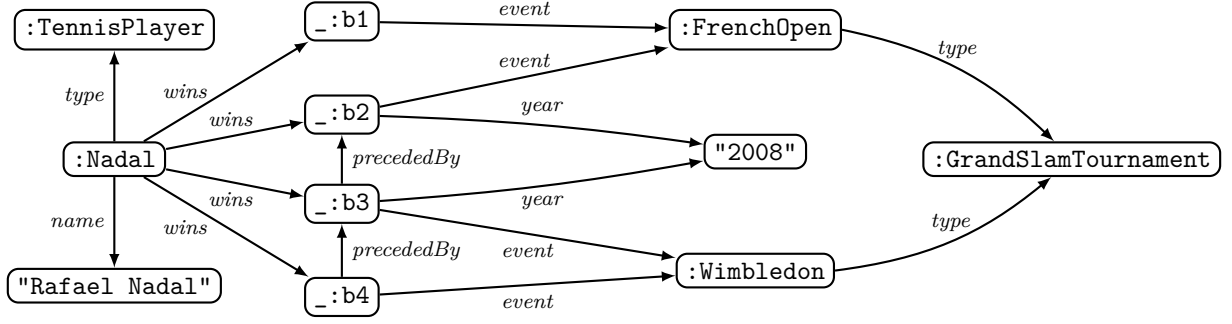 :TennisPlayer
_:b1
event
:FrenchOpen
type
type
wins
event
wins
_:b2
year
:Nadal
precededBy
"2008"
:GrandSlamTournament
name
wins
wins
_:b3
year
precededBy
event
type
"Rafael Nadal"
_:b4
event
:Wimbledon